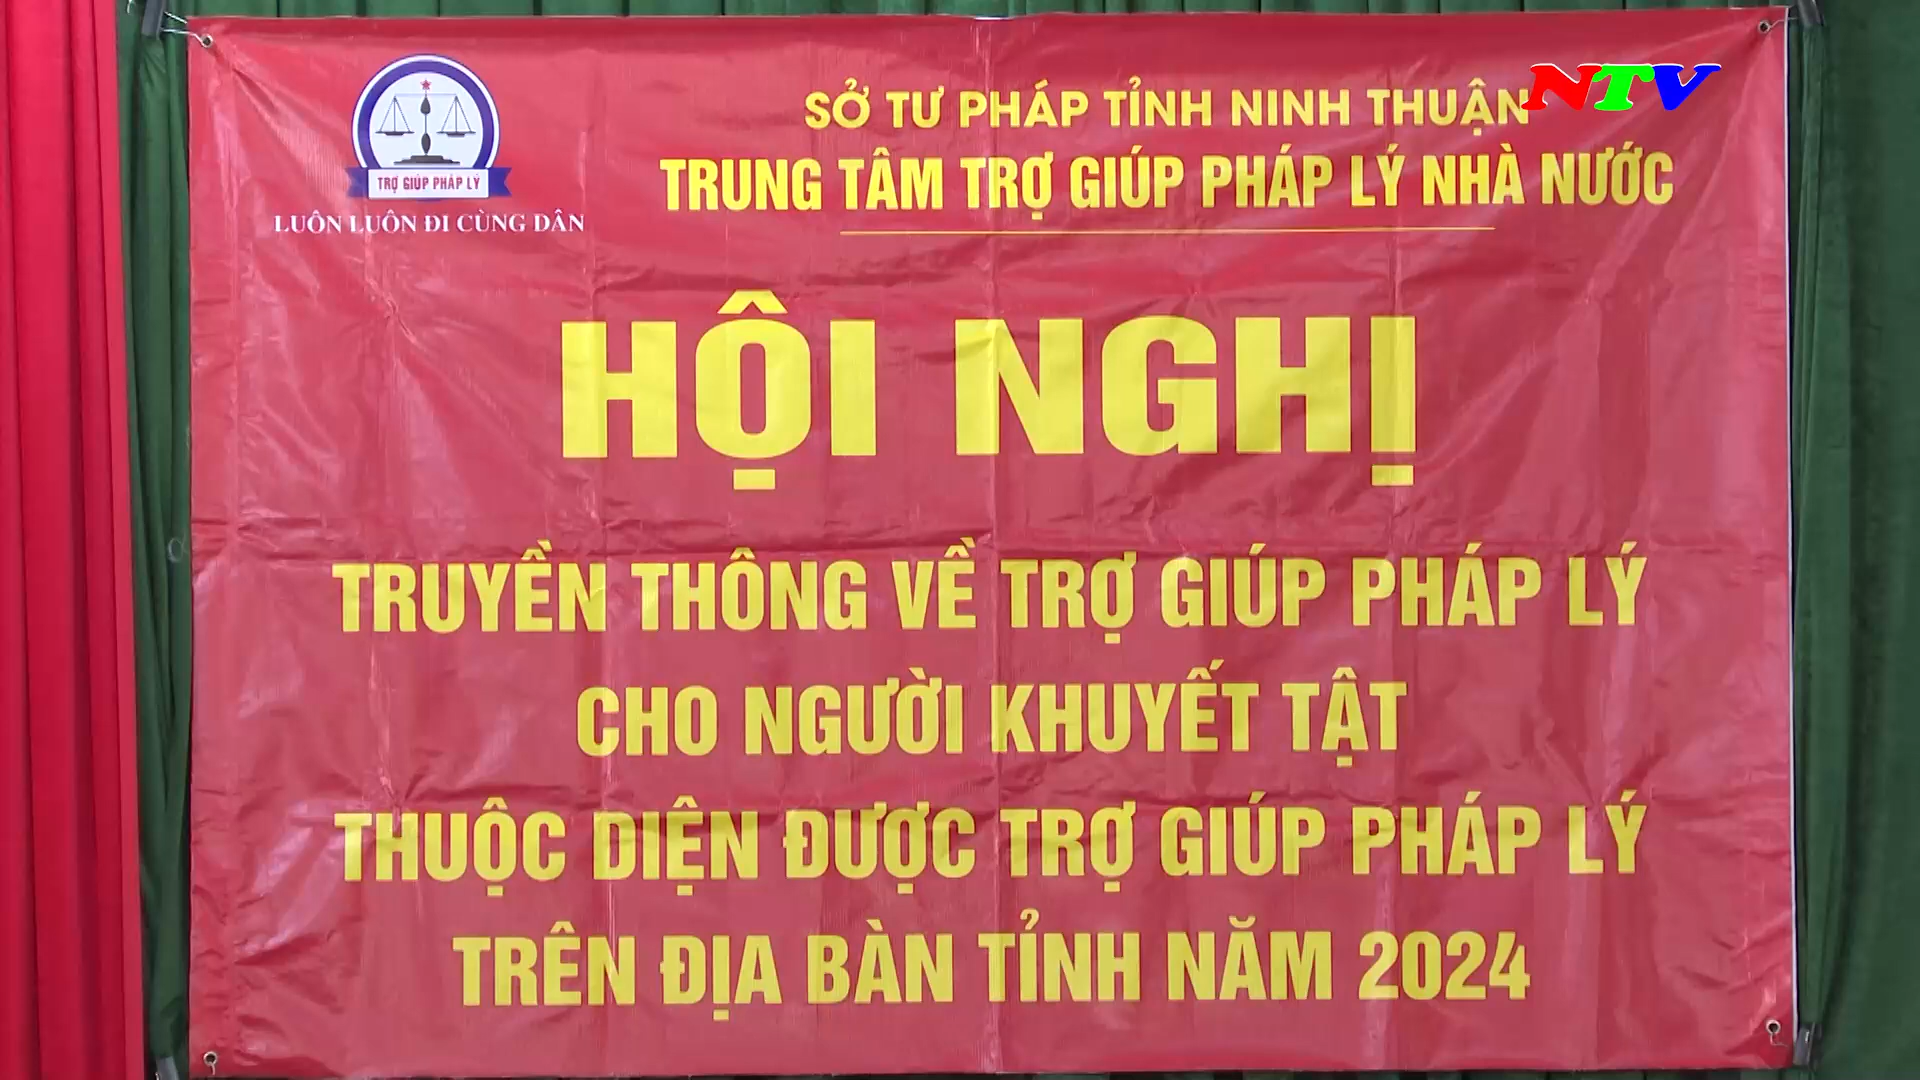 SỞ TƯ PHÁP TỈNH NINH THUẬN
NTV
TRUNG TÂM TRỢ GIÚP PHÁP LÝ NHÀ NƯỚC
TRỢ GIÚP PHÁP LÝ
LUÔN LUÔN ĐI CÙNG DÂN
HỘI NGHỊ
TRUYỀN THÔNG VỀ TRỢ GIÚP PHÁP LÝ
CHO NGƯỜI KHUYẾT TẬT
THUỘC DIỆN ĐƯỢC TRỢ GIÚP PHÁP LÝ
TRÊN ĐỊA BÀN TỈNH NĂM 2024